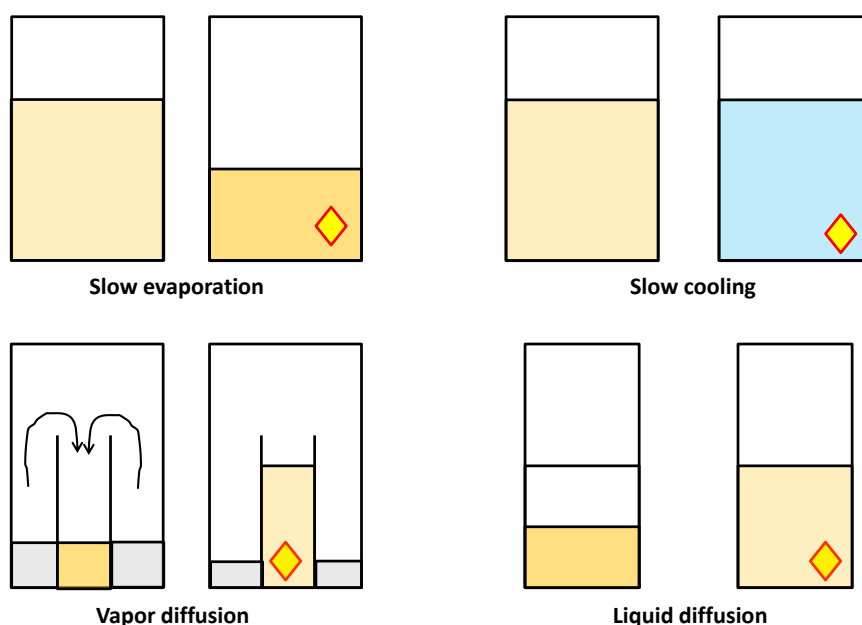 Slow evaporation
Slow cooling
Vapor diffusion
Liquid diffusion